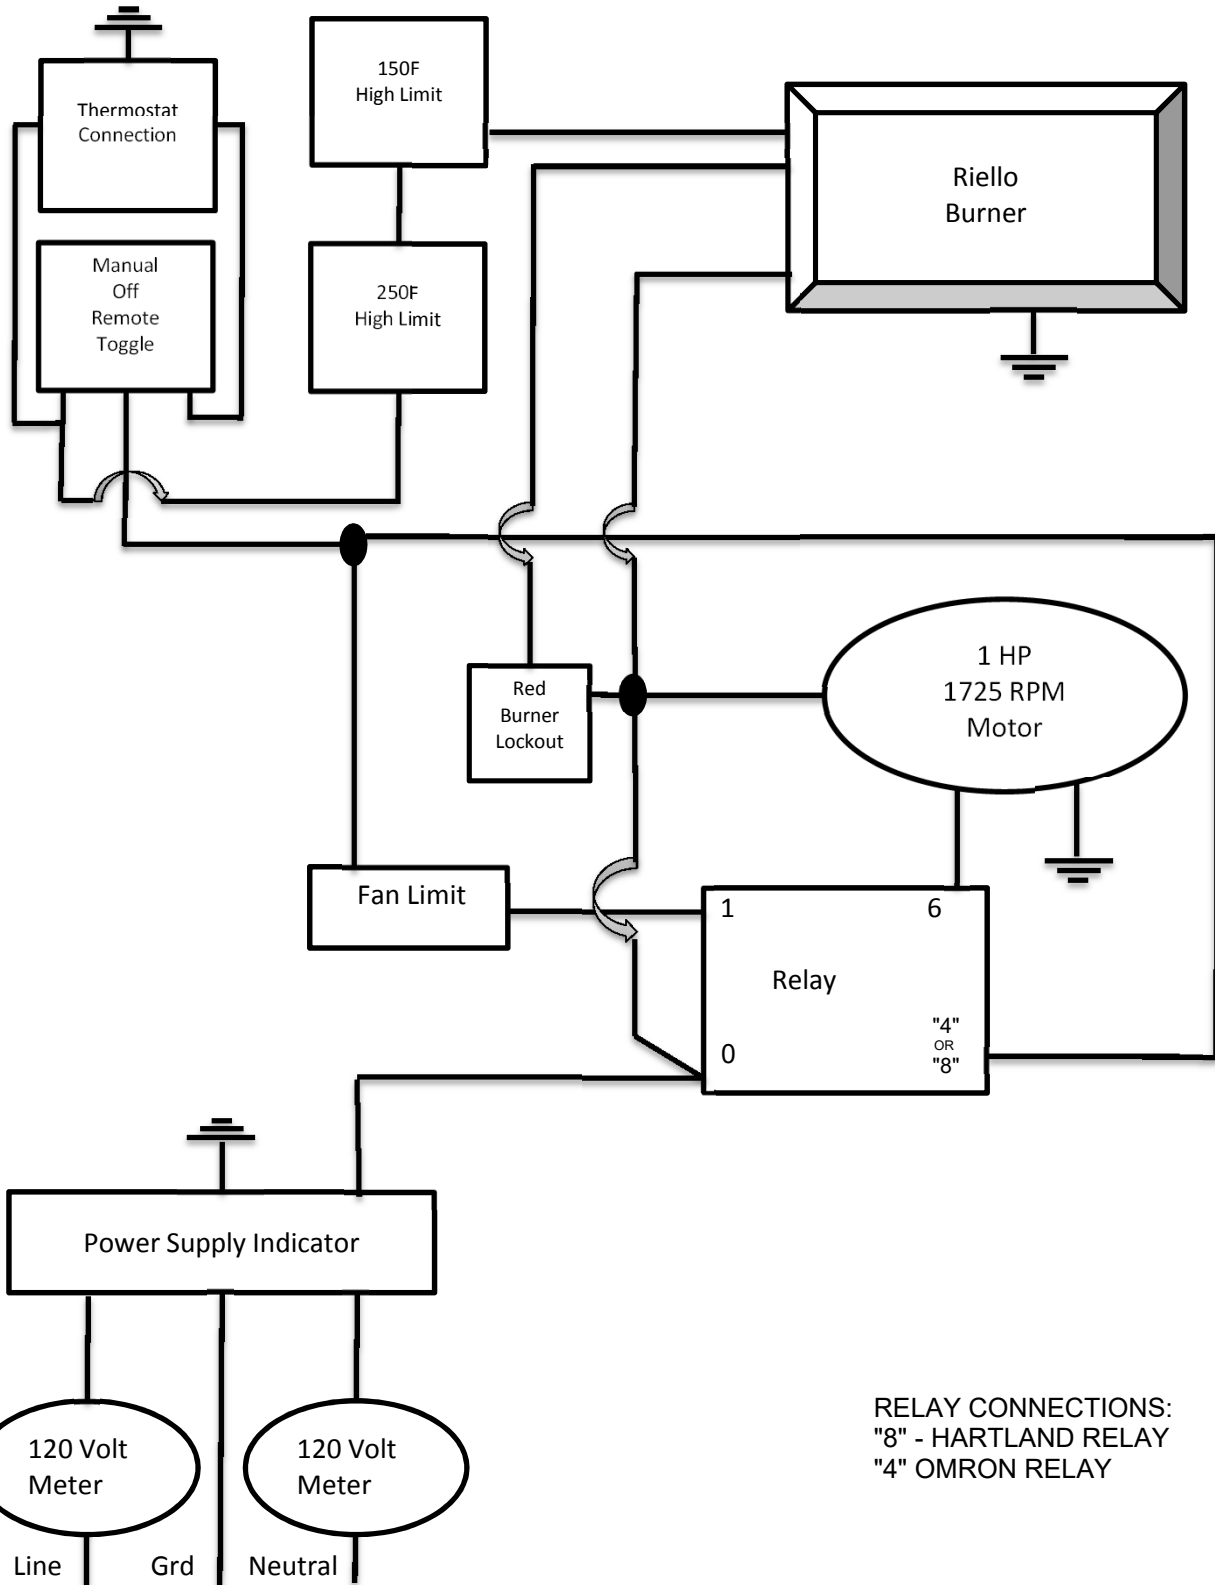 Thermostat
Connection
150F
High Limit
Riello
Burner
Manual
Off
Remote
Toggle
250F
High Limit
1 HP
1725 RPM
Motor
Red
Burner
Lockout
Fan Limit
1
6
Relay
0
"4"
OR
"8"
Power Supply Indicator
120 Volt
Meter
120 Volt
Meter
Line
Grd
Neutral
RELAY CONNECTIONS:
"8" - HARTLAND RELAY
"4" OMRON RELAY